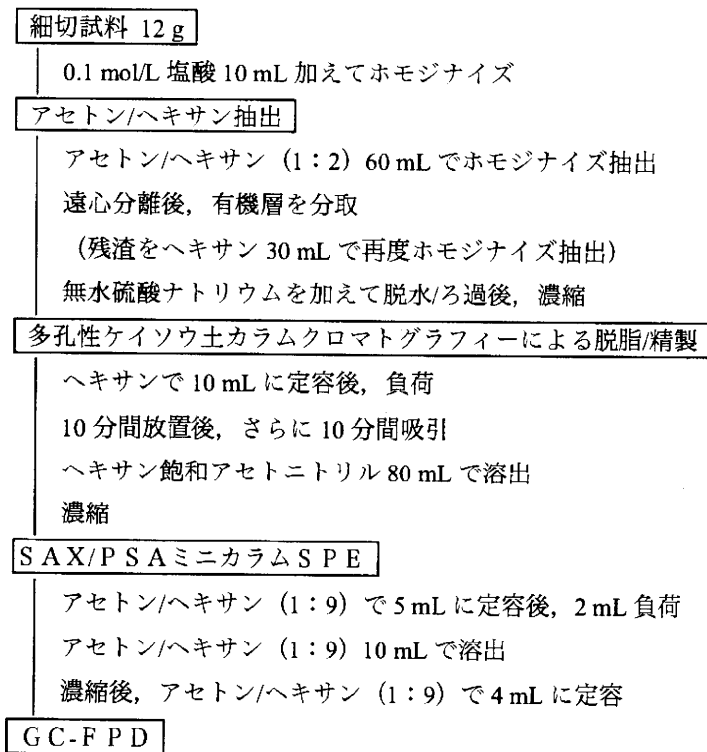 細切試料 12 g
0.1 mol/L 塩酸 10 mL 加えてホモジナイズ
アセトン/ヘキサン抽出
アセトン/ヘキサン（1：2）60 mL でホモジナイズ抽出
遠心分離後，有機層を分取
（残渣をヘキサン 30 mL で再度ホモジナイズ抽出）
無水硫酸ナトリウムを加えて脱水/ろ過後，濃縮
多孔性ケイソウ土カラムクロマトグラフィーによる脱脂/精製
ヘキサンで 10 mL に定容後，負荷
10 分間放置後，さらに 10 分間吸引
ヘキサン飽和アセトニトリル 80 mL で溶出
濃縮
SAX/PSAミニカラムSPE
アセトン/ヘキサン（1：9）で 5 mL に定容後，2 mL 負荷
アセトン/ヘキサン（1：9）10 mL で溶出
濃縮後，アセトン/ヘキサン（1：9）で 4 mL に定容
GC-FPD